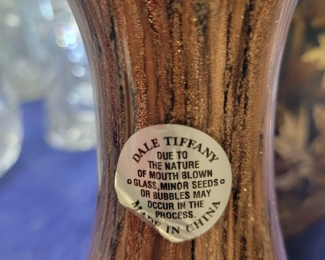 DALE TIFFANY
DUE TO
THE NATURE
OF MOUTH BLOWN
GLASS, MINOR SEEDS
OR BUBBLES MAY
OCCUR IN THE
PROCESS
MADE IN CHINA